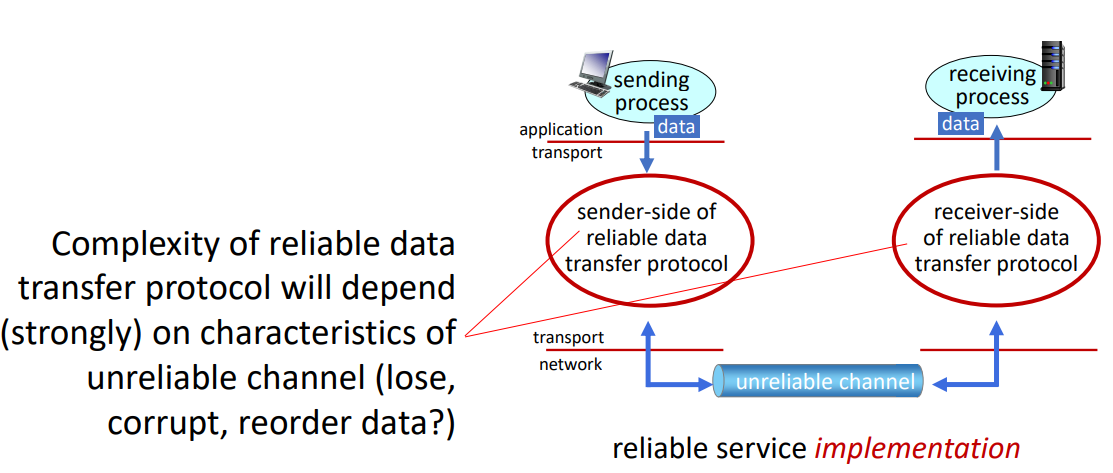 Complexity of reliable data
transfer protocol will depend
(strongly) on characteristics of
unreliable channel (lose,
corrupt, reorder data?)
sending
process
data
application
transport
sender-side of
reliable data
transfer protocol
transport
network
unreliable channel
receiving
process
data
receiver-side
of reliable data
transfer protocol
reliable service implementation